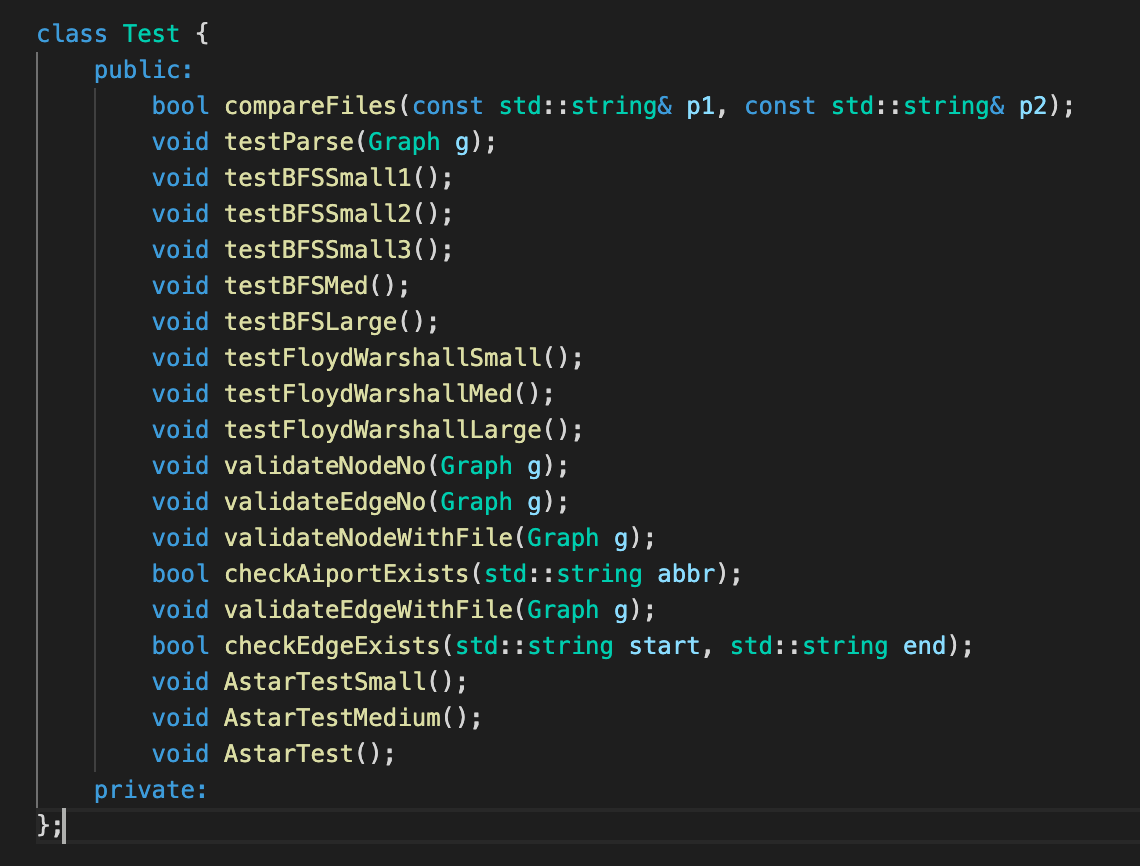 class Test {
    public:
        bool compareFiles(const std::string& p1, const std::string& p2);
        void testParse(Graph g);
        void testBFSSmall1();
        void testBFSSmall2();
        void testBFSSmall3();
        void testBFSMed();
        void testBFSLarge();
        void testFloydWarshallSmall();
        void testFloydWarshallMed();
        void testFloydWarshallLarge();
        void validateNodeNo(Graph g);
        void validateEdgeNo(Graph g);
        void validateNodeWithFile(Graph g);
        bool checkAiportExists(std::string abbr);
        void validateEdgeWithFile(Graph g);
        bool checkEdgeExists(std::string start, std::string end);
        void AstarTestSmall();
        void AstarTestMedium();
        void AstarTest();
    private:
};